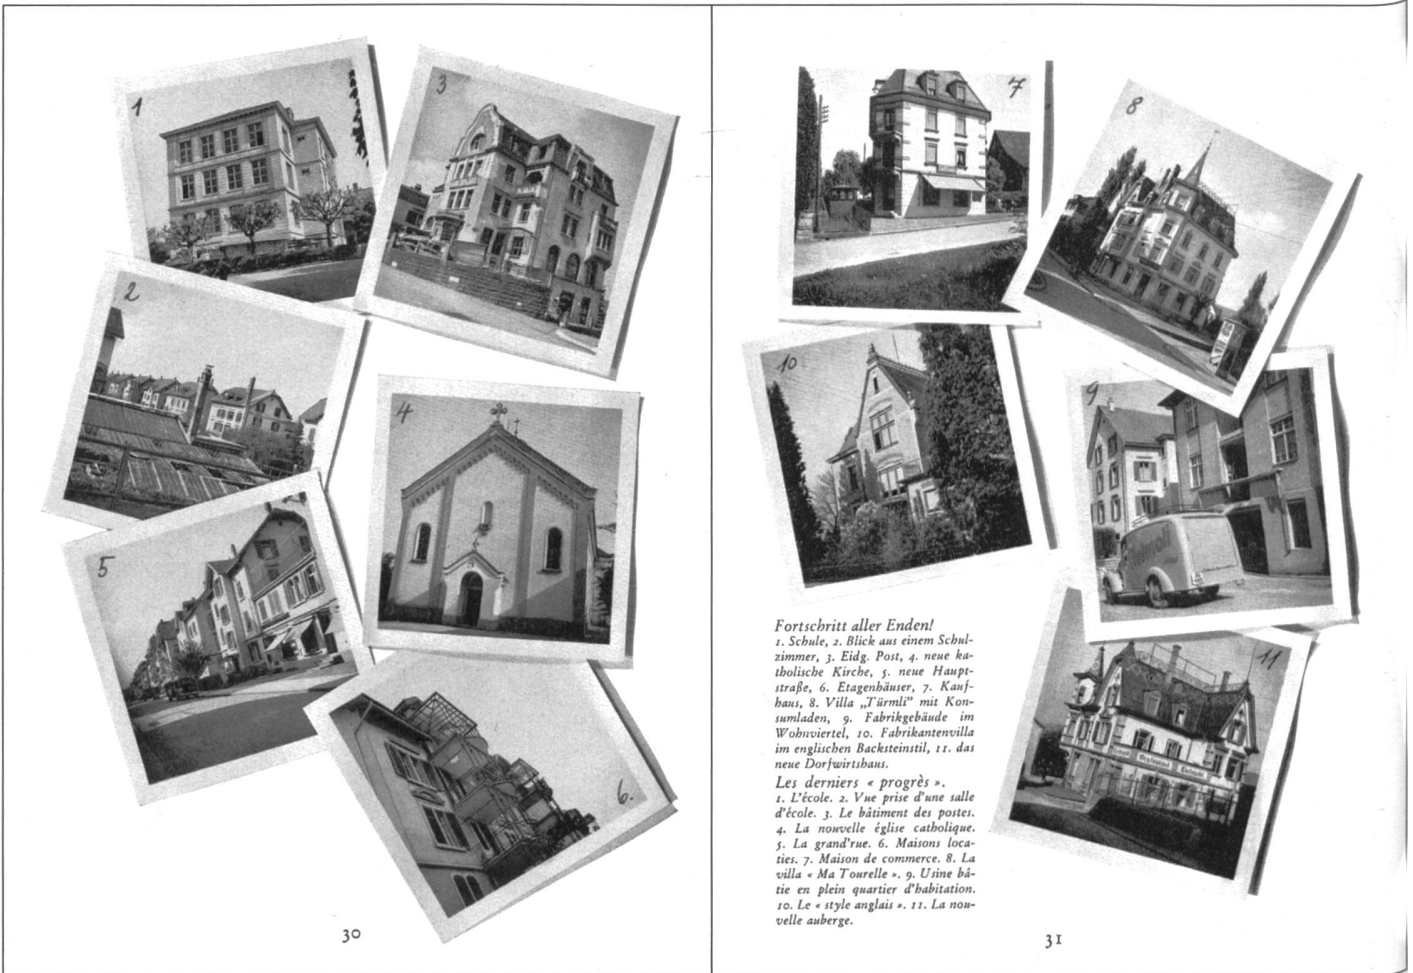 1
3
2
4
5
6.
30
7
8
10
9
11
Fortschritt aller Enden!
1. Schule, 2. Blick aus einem Schul-
zimmer, 3. Eidg. Post, 4. neue ka-
tholische Kirche, 5. neue Haupt-
straße, 6. Etagenhäuser, 7. Kauf-
haus, 8. Villa „Türmli" mit Kon-
sumladen, 9. Fabrikgebäude im
Wohnviertel, 10. Fabrikantenvilla
im englischen Backsteinstil, 11. das
neue Dorfwirtshaus.
Les derniers « progrès ».
1. L'école. 2. Vue prise d'une salle
d'école. 3. Le bâtiment des postes.
4. La nouvelle église catholique.
5. La grand'rue. 6. Maisons loca-
ties. 7. Maison de commerce. 8. La
villa « Ma Tourelle ». 9. Usine bâ-
tie en plein quartier d'habitation.
10. Le « style anglais ». 11. La nou-
velle auberge.
31